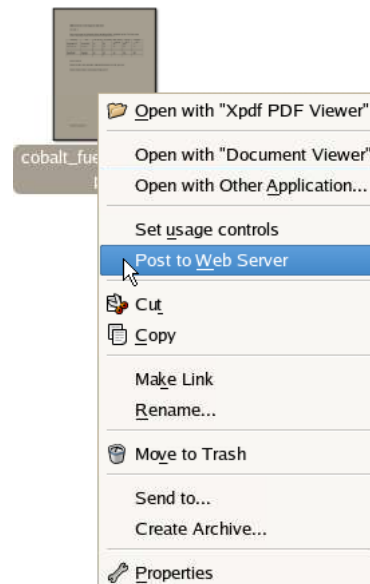 cobalt_fue
p
Open with "Xpdf PDF Viewer"
Open with "Document Viewer"
Open with Other Application...
Set usage controls
Post to Web Server
Cut
Copy
Make Link
Rename...
Move to Trash
Send to...
Create Archive...
Properties